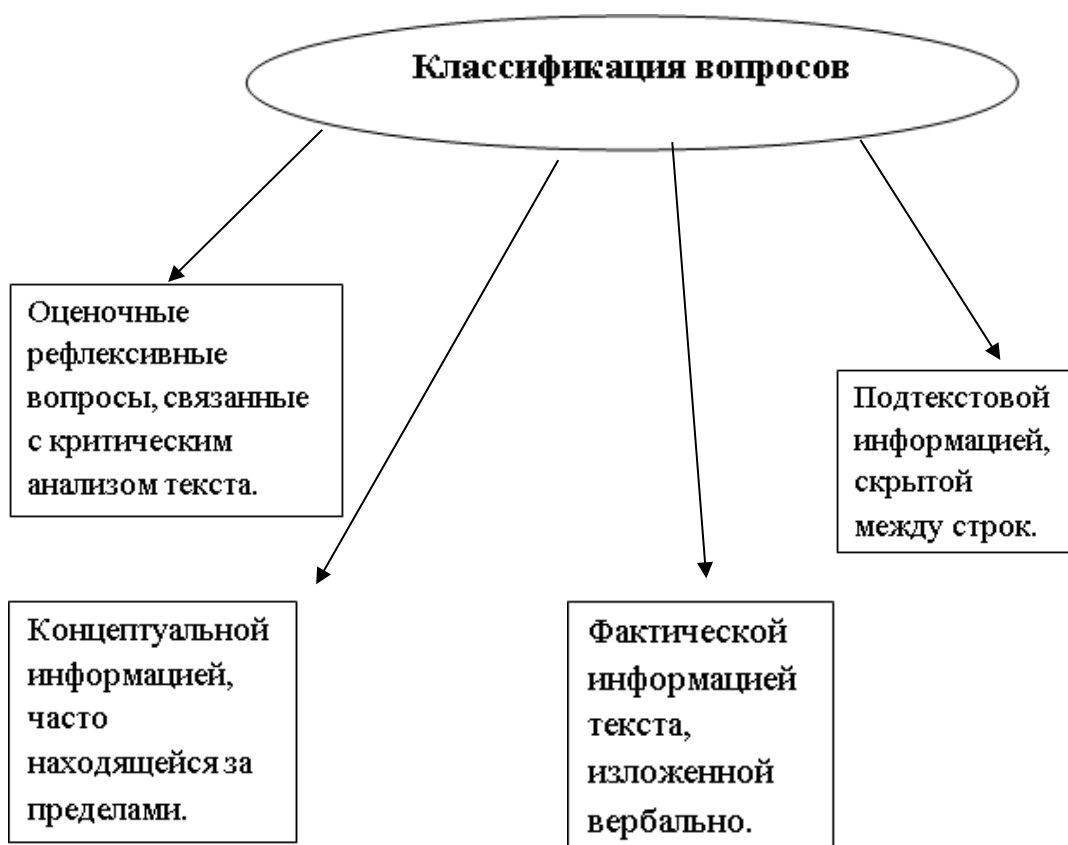 Классификация вопросов
Оценочные
рефлексивные
вопросы, связанные
с критическим
анализом текста.
Подтекстовой
информацией,
скрытой
между строк.
Концептуальной
информацией,
часто
находящейся за
пределами.
Фактической
информацией
текста,
изложенной
вербально.